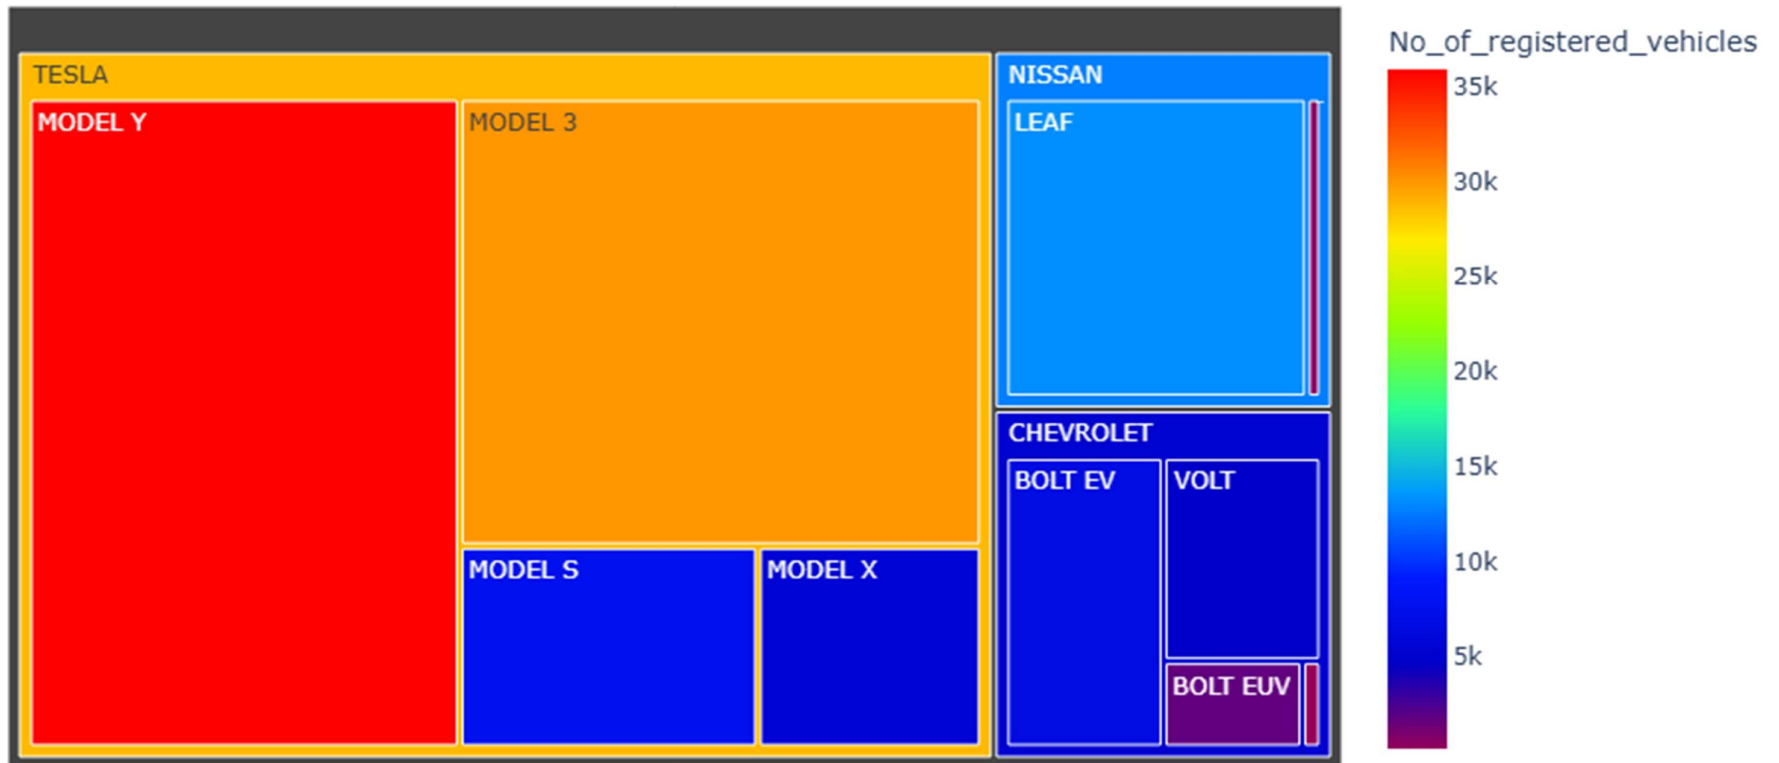 TESLA
MODEL Y
MODEL 3
MODEL S
MODEL X
NISSAN
LEAF
CHEVROLET
BOLT EV
VOLT
BOLT EUV
No_of_registered_vehicles
35k
30k
25k
20k
15k
10k
5k